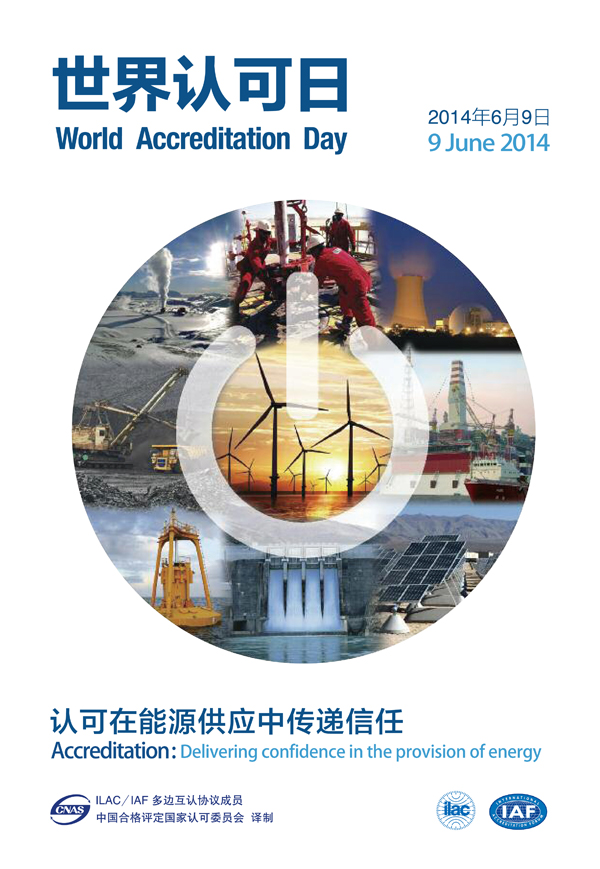 世界认可日
World Accreditation Day
2014年6月9日
9 June 2014
认可在能源供应中传递信任
Accreditation: Delivering confidence in the provision of energy
CNAS
ILAC/IAF 多边互认协议成员
中国合格评定国家认可委员会 译制
ilac
INTERNATIONAL
IAF
ACCREDITATION FORUM